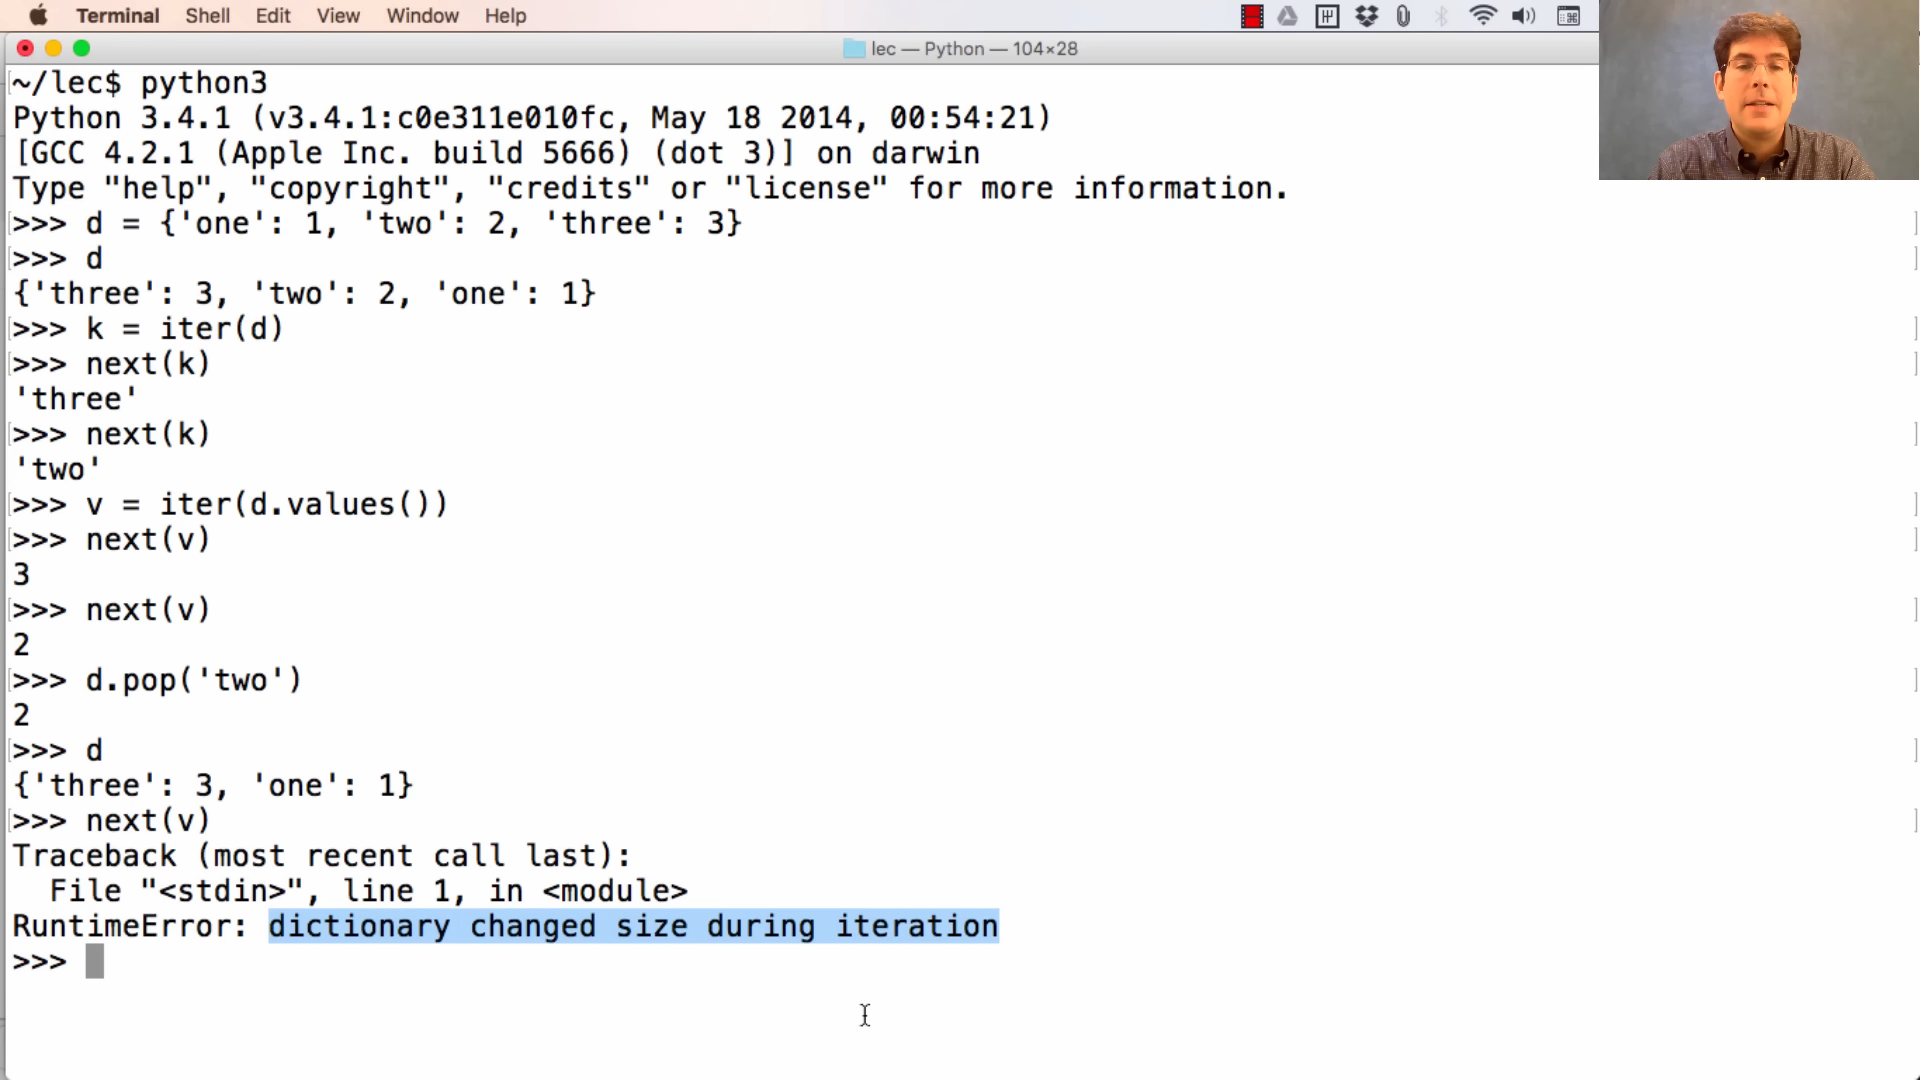 Terminal Shell Edit View Window Help
lec — Python — 104×28
~/lec$ python3
Python 3.4.1 (v3.4.1:c0e311e010fc, May 18 2014, 00:54:21)
[GCC 4.2.1 (Apple Inc. build 5666) (dot 3)] on darwin
Type "help", "copyright", "credits" or "license" for more information.
>>> d = {'one': 1, 'two': 2, 'three': 3}
>>> d
{'three': 3, 'two': 2, 'one': 1}
>>> k = iter(d)
>>> next(k)
'three'
>>> next(k)
'two'
>>> v = iter(d.values())
>>> next(v)
3
>>> next(v)
2
>>> d.pop('two')
2
>>> d
{'three': 3, 'one': 1}
>>> next(v)
Traceback (most recent call last):
  File "<stdin>", line 1, in <module>
RuntimeError: dictionary changed size during iteration
>>>